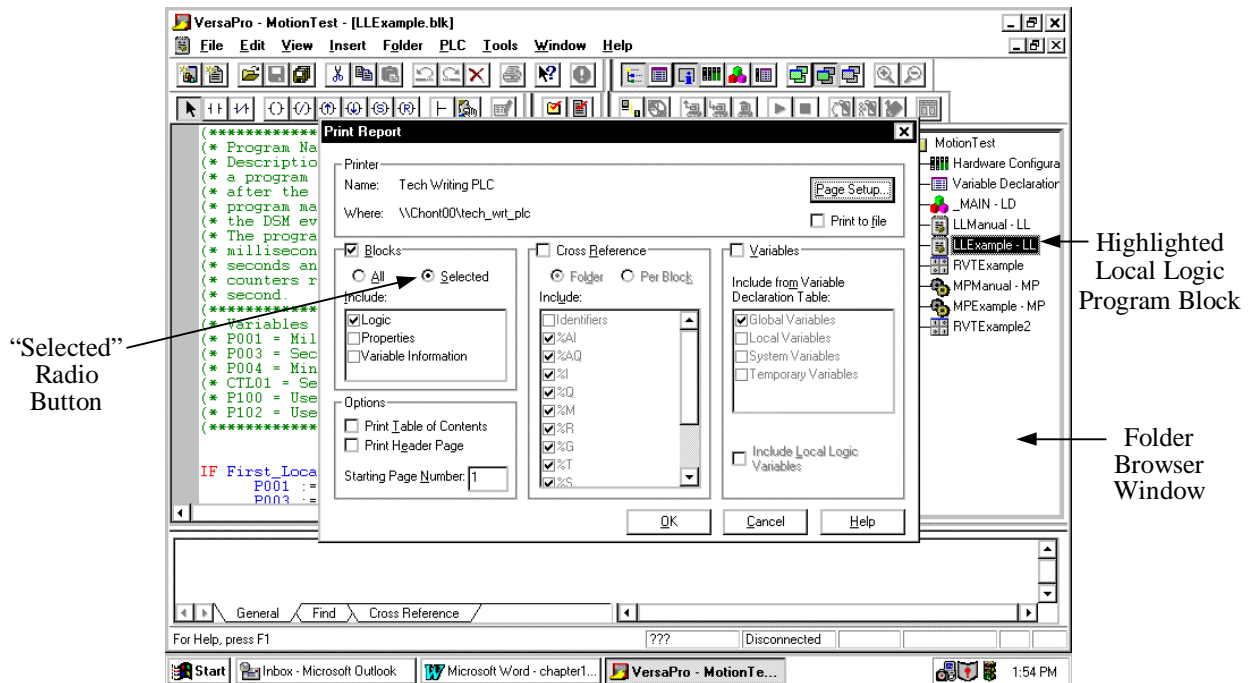 VersaPro - MotionTest - [LLExample.blk]
File Edit View Insert Folder PLC Tools Window Help
(*************
(* Program Na
(* Descriptio
(* a program
(* after the
(* program ma
(* the DSM ev
(* The progra
(* millisecon
(* seconds an
(* counters r
(* second.
(*************
(* Variables
(* P001 = Mil
(* P003 = Sec
(* P004 = Min
(* CTL01 = Se
(* P100 = Use
(* P102 = Use
(*************
IF First_Loca
P001 :=
P003 :=
Print Report
Printer
Name: Tech Writing PLC
Page Setup...
Where: \\Chont00\tech_wrt_plc
Print to file
Blocks
All Selected
Include:
Logic
Properties
Variable Information
Options
Print Table of Contents
Print Header Page
Starting Page Number: 1
Cross Reference
Folder Per Block
Include:
Identifiers
%AI
%AQ
%I
%Q
%M
%R
%G
%T
%S
Variables
Include from Variable
Declaration Table:
Global Variables
Local Variables
System Variables
Temporary Variables
Include Local Logic
Variables
OK Cancel Help
MotionTest
Hardware Configura
Variable Declaration
_MAIN - LD
LLManual - LL
LLExample - LL
RVTExample
MPManual - MP
MPExample - MP
RVTExample2
Highlighted
Local Logic
Program Block
“Selected”
Radio
Button
Folder
Browser
Window
General Find Cross Reference
For Help, press F1
??? Disconnected
Start Inbox - Microsoft Outlook Microsoft Word - chapter1... VersaPro - MotionTe... 1:54 PM